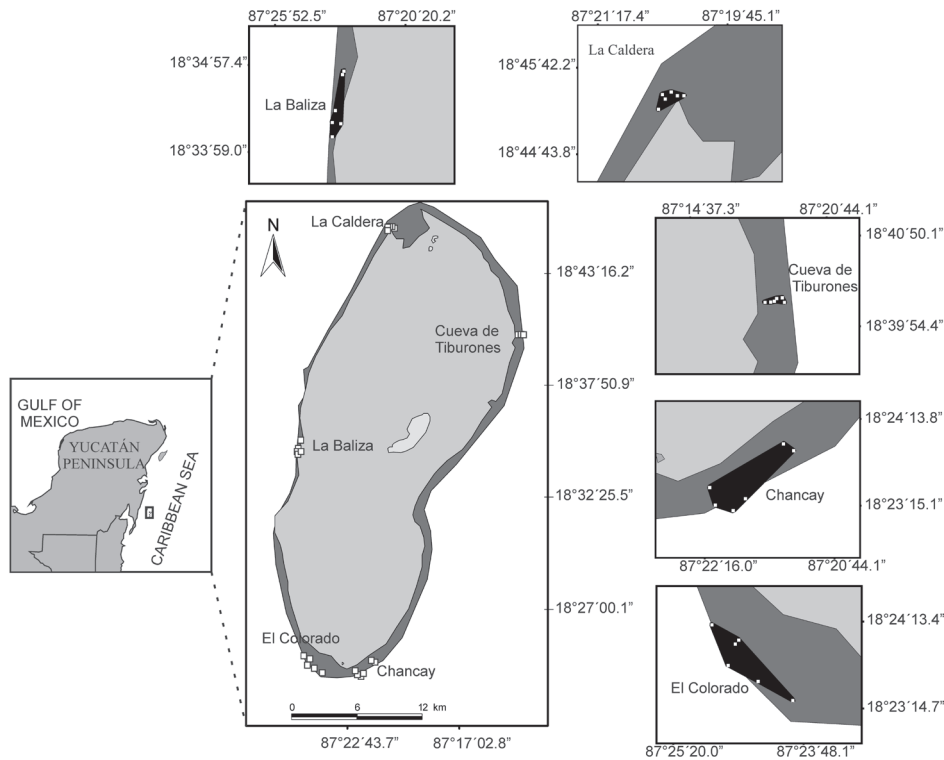 87°25´52.5”
87°20´20.2”
18°34´57.4”
La Baliza
18°33´59.0”
87°21´17.4”
87°19´45.1”
La Caldera
18°45´42.2”
18°44´43.8”
N
La Caldera
18°43´16.2”
Cueva de
Tiburones
18°37´50.9”
La Baliza
18°32´25.5”
18°27´00.1”
El Colorado
Chancay
0 6 12 km
87°22´43.7”
87°17´02.8”
GULF OF
MEXICO
YUCATÁN
PENINSULA
CARIBBEAN SEA
87°14´37.3”
87°20´44.1”
18°40´50.1”
Cueva de
Tiburones
18°39´54.4”
18°24´13.8”
Chancay
18°23´15.1”
87°22´16.0”
87°20´44.1”
18°24´13.4”
El Colorado
18°23´14.7”
87°25´20.0”
87°23´48.1”